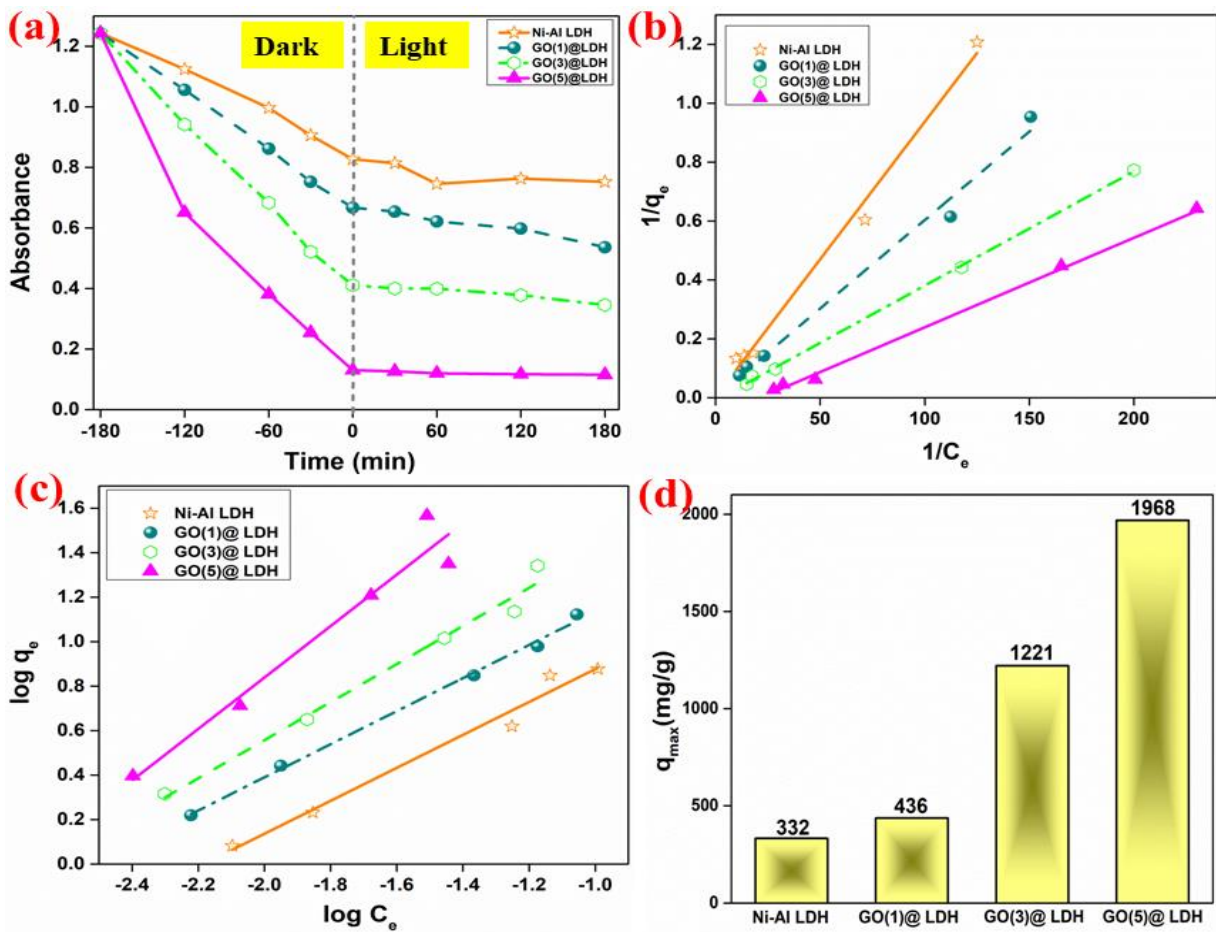 (a)
Dark
Light
Ni-Al LDH
GO(1)@LDH
GO(3)@LDH
GO(5)@LDH
Absorbance
1.2
1.0
0.8
0.6
0.4
0.2
0.0
-180 -120 -60 0 60 120 180
Time (min)
(b)
Ni-Al LDH
GO(1)@ LDH
GO(3)@ LDH
GO(5)@ LDH
1/qe
1.2
1.0
0.8
0.6
0.4
0.2
0.0
0 50 100 150 200
1/Ce
(c)
Ni-Al LDH
GO(1)@ LDH
GO(3)@ LDH
GO(5)@ LDH
log qe
1.6
1.4
1.2
1.0
0.8
0.6
0.4
0.2
0.0
-2.4 -2.2 -2.0 -1.8 -1.6 -1.4 -1.2 -1.0
log Ce
(d)
qmax(mg/g)
2000
1500
1000
500
0
332
436
1221
1968
Ni-Al LDH GO(1)@ LDH GO(3)@ LDH GO(5)@ LDH